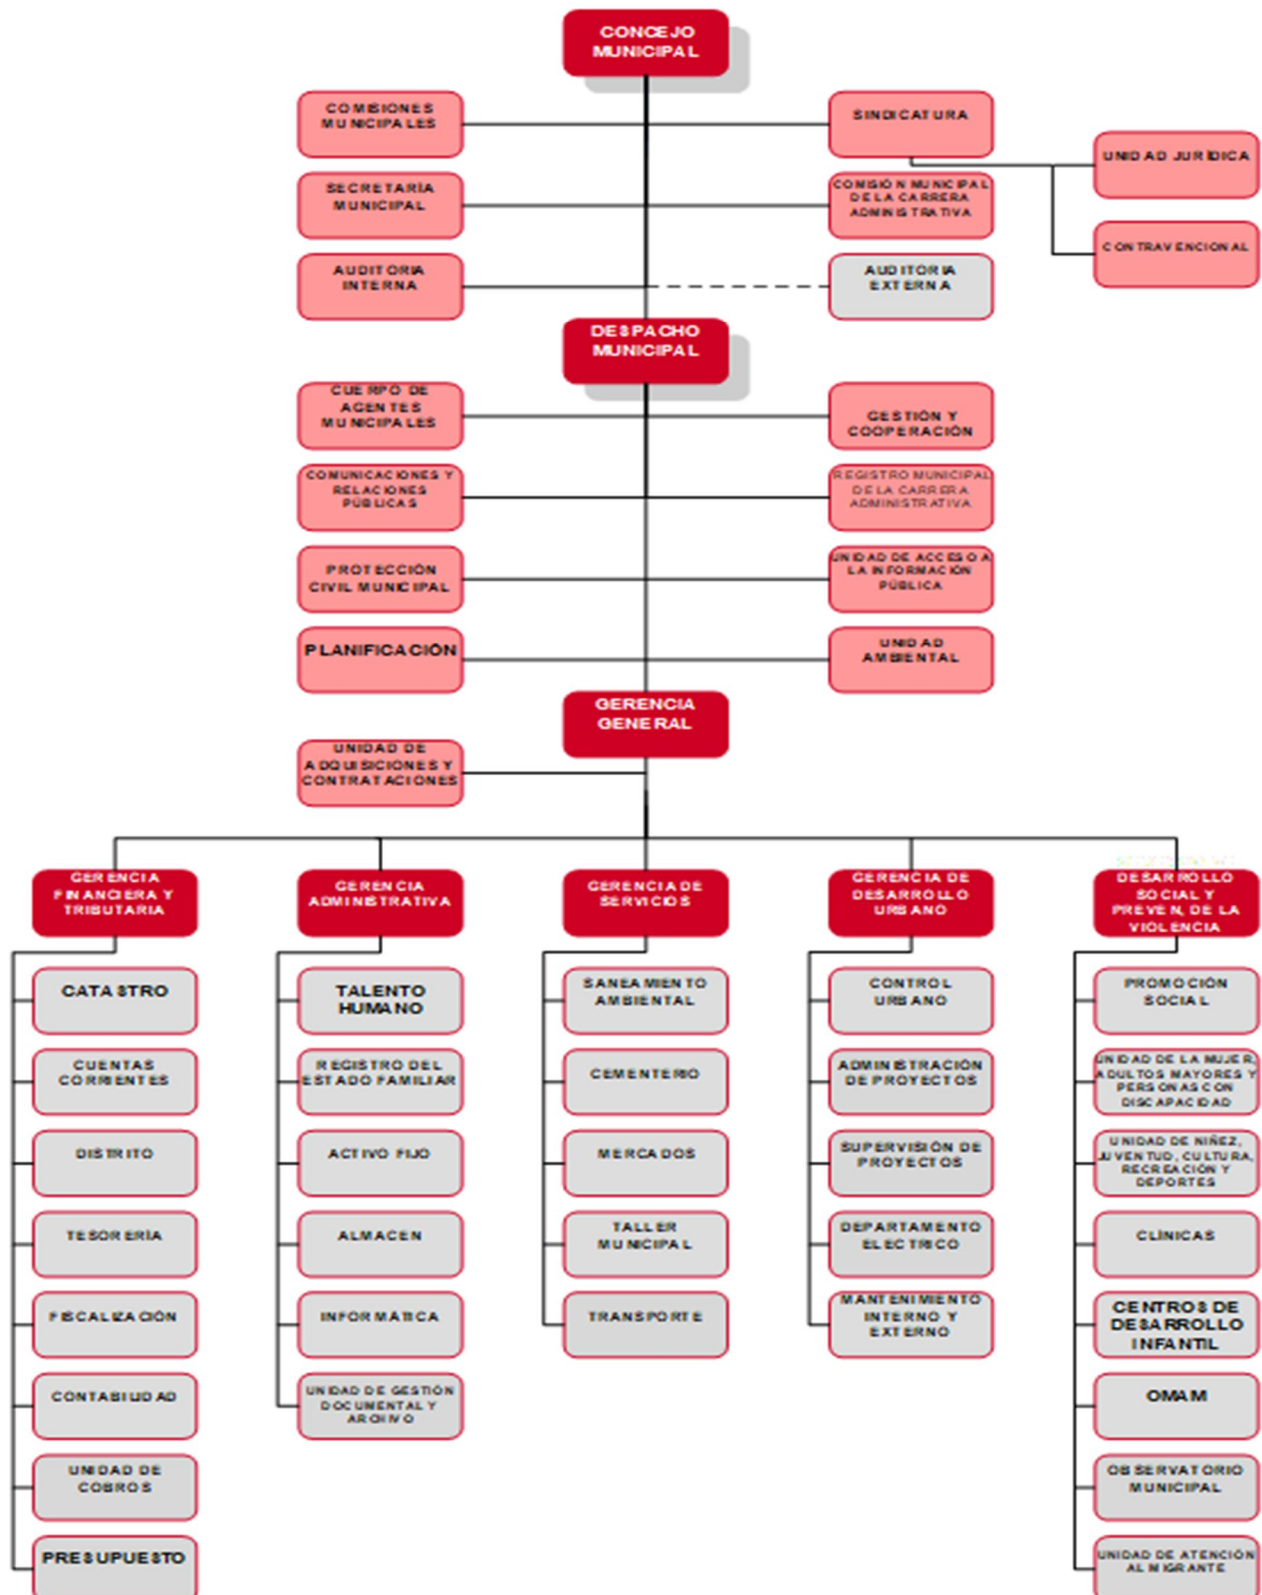 CONCEJO
MUNICIPAL
COMISIONES
MUNICIPALES
SINDICATURA
UNIDAD JURÍDICA
SECRETARÍA
MUNICIPAL
COMISIÓN MUNICIPAL
DE LA CARRERA
ADMINISTRATIVA
CONTRAVENCIONAL
AUDITORIA
INTERNA
AUDITORIA
EXTERNA
DESPACHO
MUNICIPAL
CUERPO DE
AGENTES
MUNICIPALES
GESTIÓN Y
COOPERACIÓN
COMUNICACIONES Y
RELACIONES
PÚBLICAS
REGISTRO MUNICIPAL
DE LA CARRERA
ADMINISTRATIVA
PROTECCIÓN
CIVIL MUNICIPAL
UNIDAD DE ACCESO A
LA INFORMACIÓN
PÚBLICA
PLANIFICACIÓN
UNIDAD
AMBIENTAL
GERENCIA
GENERAL
UNIDAD DE
ADQUISICIONES Y
CONTRATACIONES
GERENCIA
FINANCIERA Y
TRIBUTARIA
CATASTRO
CUENTAS
CORRIENTES
DISTRITO
TESORERÍA
FISCALIZACIÓN
CONTABILIDAD
UNIDAD DE
COBROS
PRESUPUESTO
GERENCIA
ADMINISTRATIVA
TALENTO
HUMANO
REGISTRO DEL
ESTADO FAMILIAR
ACTIVO FIJO
ALMACEN
INFORMÁTICA
UNIDAD DE GESTIÓN
DOCUMENTAL Y
ARCHIVO
GERENCIA DE
SERVICIOS
SANEAMIENTO
AMBIENTAL
CEMENTERIO
MERCADOS
TALLER
MUNICIPAL
TRANSPORTE
GERENCIA DE
DESARROLLO
URBANO
CONTROL
URBANO
ADMINISTRACIÓN
DE PROYECTOS
SUPERVISIÓN DE
PROYECTOS
DEPARTAMENTO
ELECTRICO
MANTENIMIENTO
INTERNO Y
EXTERNO
DESARROLLO
SOCIAL Y
PREVEN, DE LA
VIOLENCIA
PROMOCIÓN
SOCIAL
UNIDAD DE LA MUJER,
ADULTOS MAYORES Y
PERSONAS CON
DISCAPACIDAD
UNIDAD DE NIÑEZ,
JUVENTUD, CULTURA,
RECREACIÓN Y
DEPORTES
CLÍNICAS
CENTROS DE
DESARROLLO
INFANTIL
OMAM
OBSERVATORIO
MUNICIPAL
UNIDAD DE ATENCIÓN
AL MIGRANTE